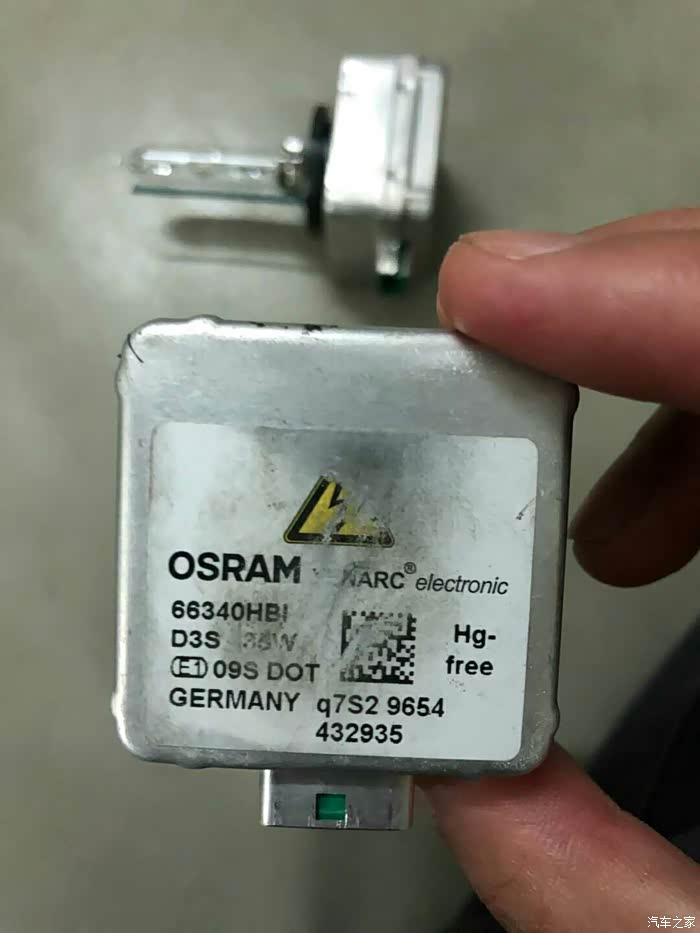 OSRAM XENARC® electronic
66340HBI
D3S 35W
Hg-
free
E1 09S DOT
GERMANY q7S2 9654
432935
汽车之家